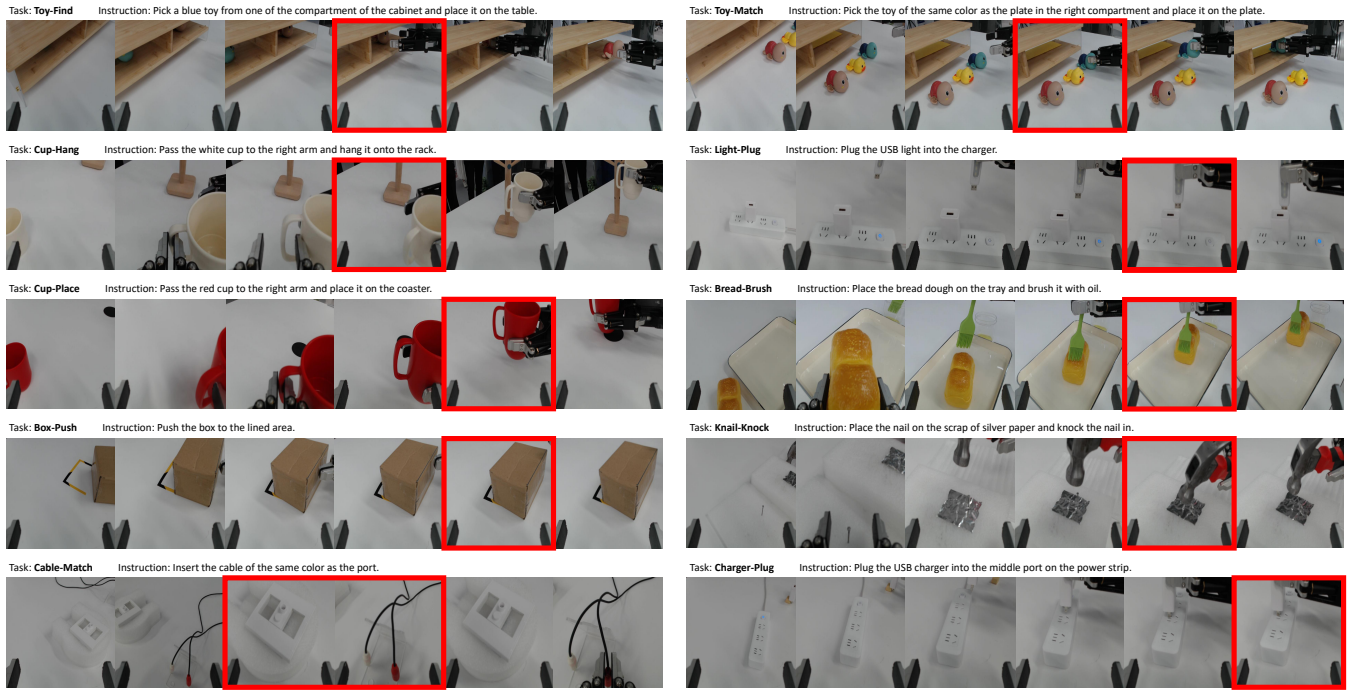 Task: Toy-Find Instruction: Pick a blue toy from one of the compartment of the cabinet and place it on the table.
Task: Toy-Match Instruction: Pick the toy of the same color as the plate in the right compartment and place it on the plate.
Task: Cup-Hang Instruction: Pass the white cup to the right arm and hang it onto the rack.
Task: Light-Plug Instruction: Plug the USB light into the charger.
Task: Cup-Place Instruction: Pass the red cup to the right arm and place it on the coaster.
Task: Bread-Brush Instruction: Place the bread dough on the tray and brush it with oil.
Task: Box-Push Instruction: Push the box to the lined area.
Task: Knail-Knock Instruction: Place the nail on the scrap of silver paper and knock the nail in.
Task: Cable-Match Instruction: Insert the cable of the same color as the port.
Task: Charger-Plug Instruction: Plug the USB charger into the middle port on the power strip.